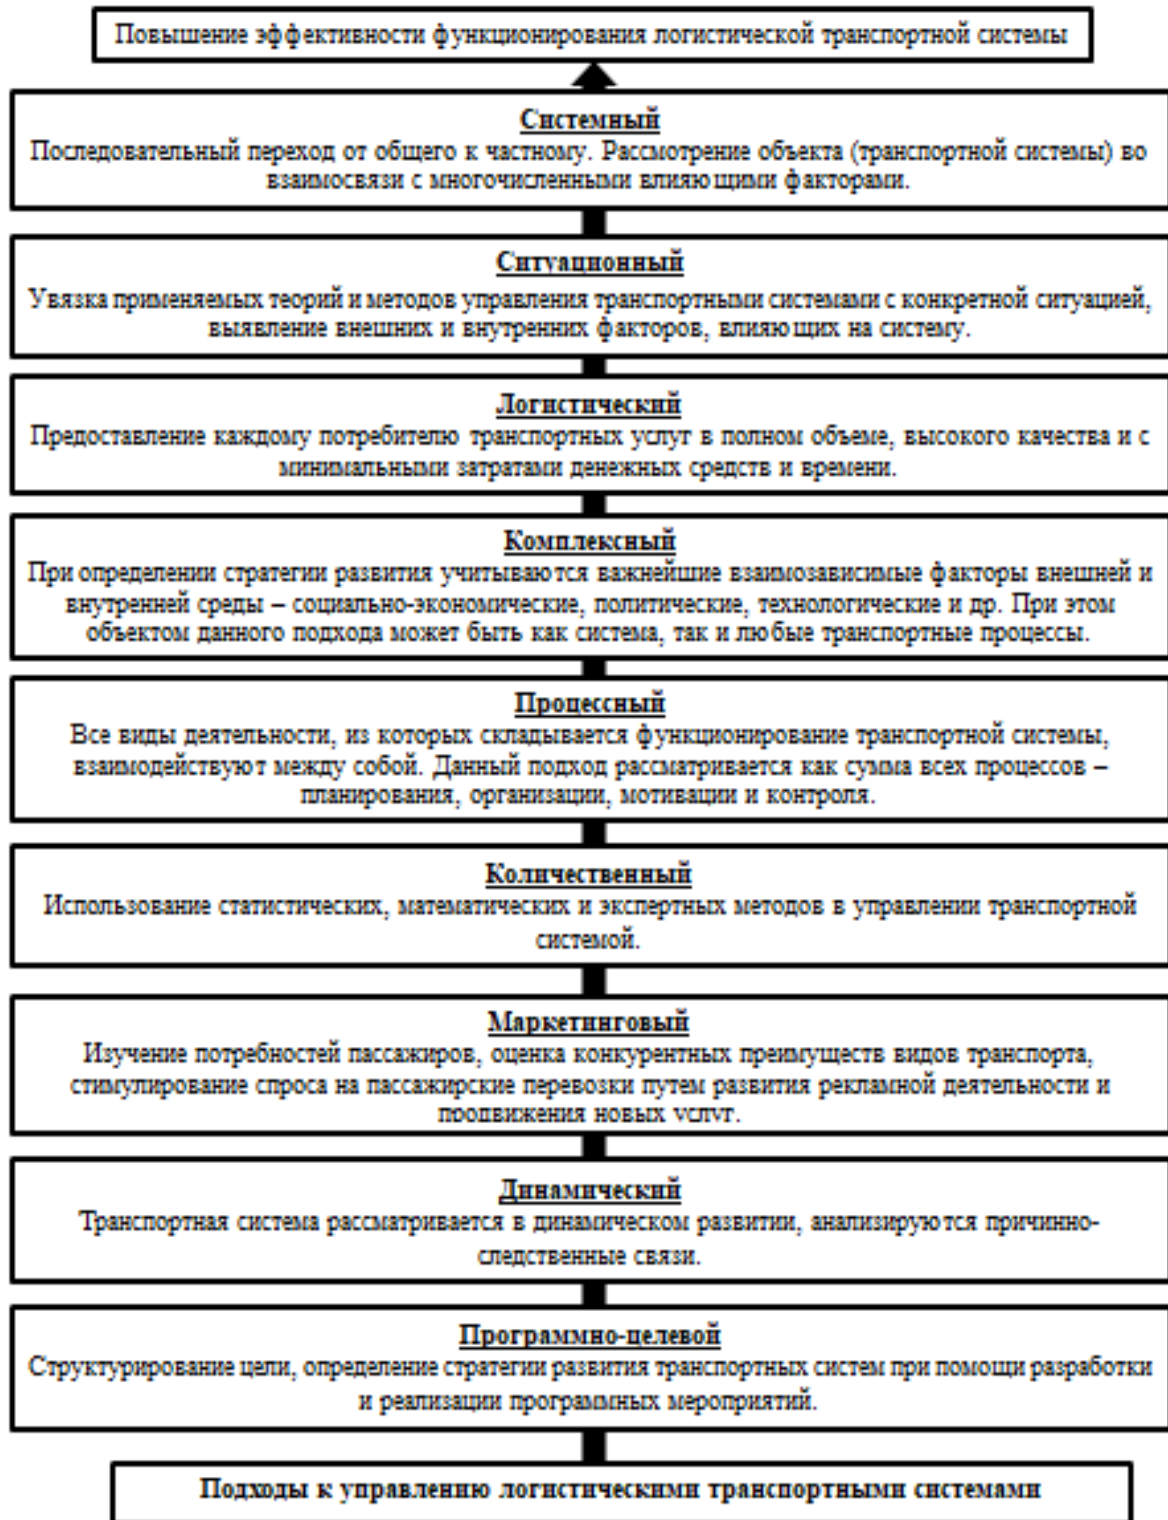 Повышение эффективности функционирования логистической транспортной системы
Системный
Последовательный переход от общего к частному. Рассмотрение объекта (транспортной системы) во
взаимосвязи с многочисленными влияющими факторами.
Ситуационный
Увязка применяемых теорий и методов управления транспортными системами с конкретной ситуацией,
выявление внешних и внутренних факторов, влияющих на систему.
Логистический
Предоставление каждому потребителю транспортных услуг в полном объеме, высокого качества и с
минимальными затратами денежных средств и времени.
Комплексный
При определении стратегии развития учитываются важнейшие взаимозависимые факторы внешней и
внутренней среды – социально-экономические, политические, технологические и др. При этом
объектом данного подхода может быть как система, так и любые транспортные процессы.
Процессный
Все виды деятельности, из которых складывается функционирование транспортной системы,
взаимодействуют между собой. Данный подход рассматривается как сумма всех процессов –
планирования, организации, мотивации и контроля.
Количественный
Использование статистических, математических и экспертных методов в управлении транспортной
системой.
Маркетинговый
Изучение потребностей пассажиров, оценка конкурентных преимуществ видов транспорта,
стимулирование спроса на пассажирские перевозки путем развития рекламной деятельности и
продвижения новых услуг.
Динамический
Транспортная система рассматривается в динамическом развитии, анализируются причинно-
следственные связи.
Программно-целевой
Структурирование цели, определение стратегии развития транспортных систем при помощи разработки
и реализации программных мероприятий.
Подходы к управлению логистическими транспортными системами